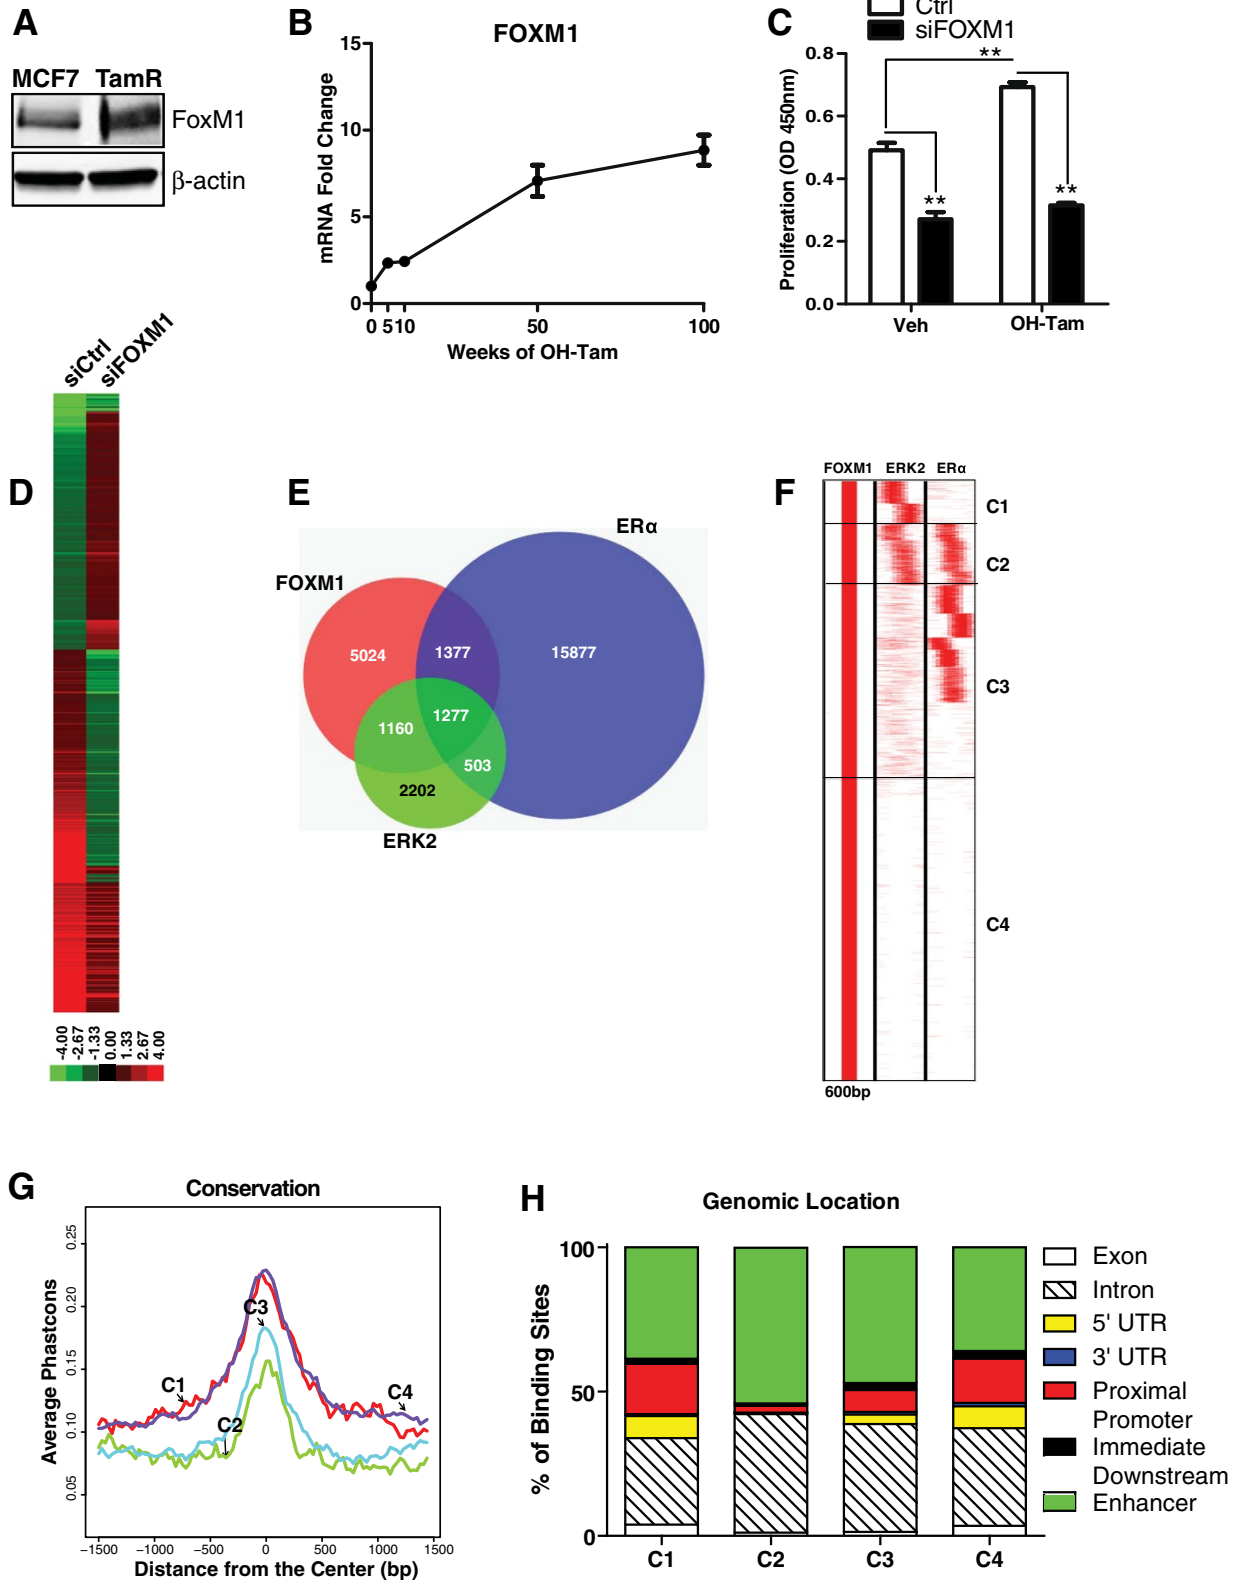 A
MCF7 TamR
FoxM1
β-actin
B
FOXM1
mRNA Fold Change
15
10
5
0
0 5 10 50 100
Weeks of OH-Tam
C
Ctrl
siFOXM1
Proliferation (OD 450nm)
0.8
0.6
0.4
0.2
0.0
**
**
**
Veh OH-Tam
D
siCtrl
siFOXM1
-4.00
-2.67
-1.33
0.00
1.33
2.67
4.00
E
ERα
FOXM1
5024
1377
15877
1160
1277
503
2202
ERK2
F
FOXM1 ERK2 ERα
C1
C2
C3
C4
600bp
G
Conservation
Average Phastcons
0.25
0.20
0.15
0.10
0.05
C3
C1
C4
C2
−1500 −1000 −500 0 500 1000 1500
Distance from the Center (bp)
H
Genomic Location
% of Binding Sites
100
50
0
C1 C2 C3 C4
Exon
Intron
5' UTR
3' UTR
Proximal
Promoter
Immediate
Downstream
Enhancer